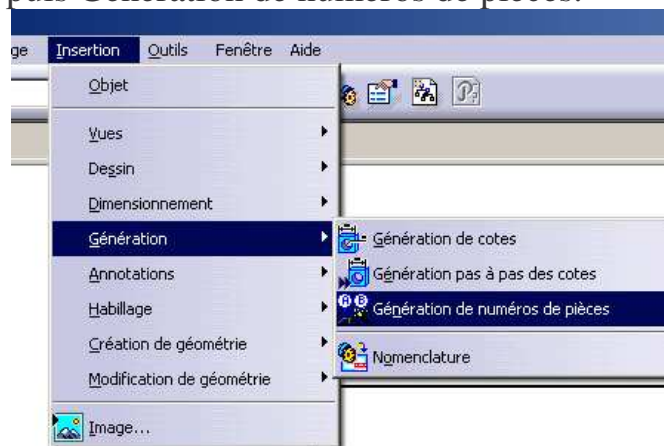 puis Génération de numéros de pièces.
ge Insertion Outils Fenêtre Aide
Objet
Vues
Dessin
Dimensionnement
Génération
Génération de cotes
Annotations
Génération pas à pas des cotes
Habillage
Génération de numéros de pièces
Création de géométrie
Nomenclature
Modification de géométrie
Image...